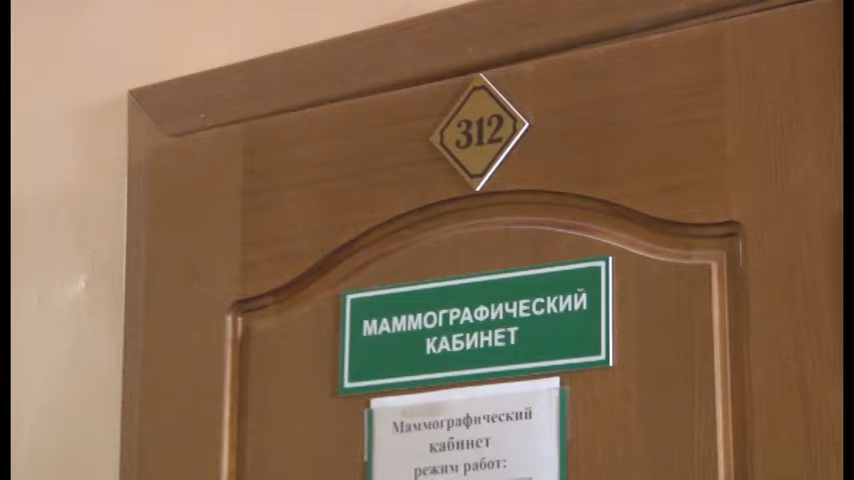 312
МАММОГРАФИЧЕСКИЙ
КАБИНЕТ
Маммографический
кабинет
режим работ: